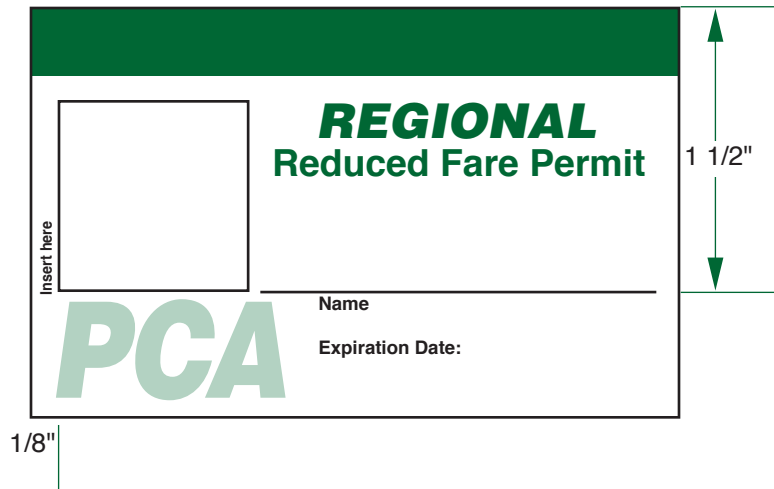 REGIONAL
Reduced Fare Permit
1 1/2"
Insert here
Name
PCA
Expiration Date:
1/8"